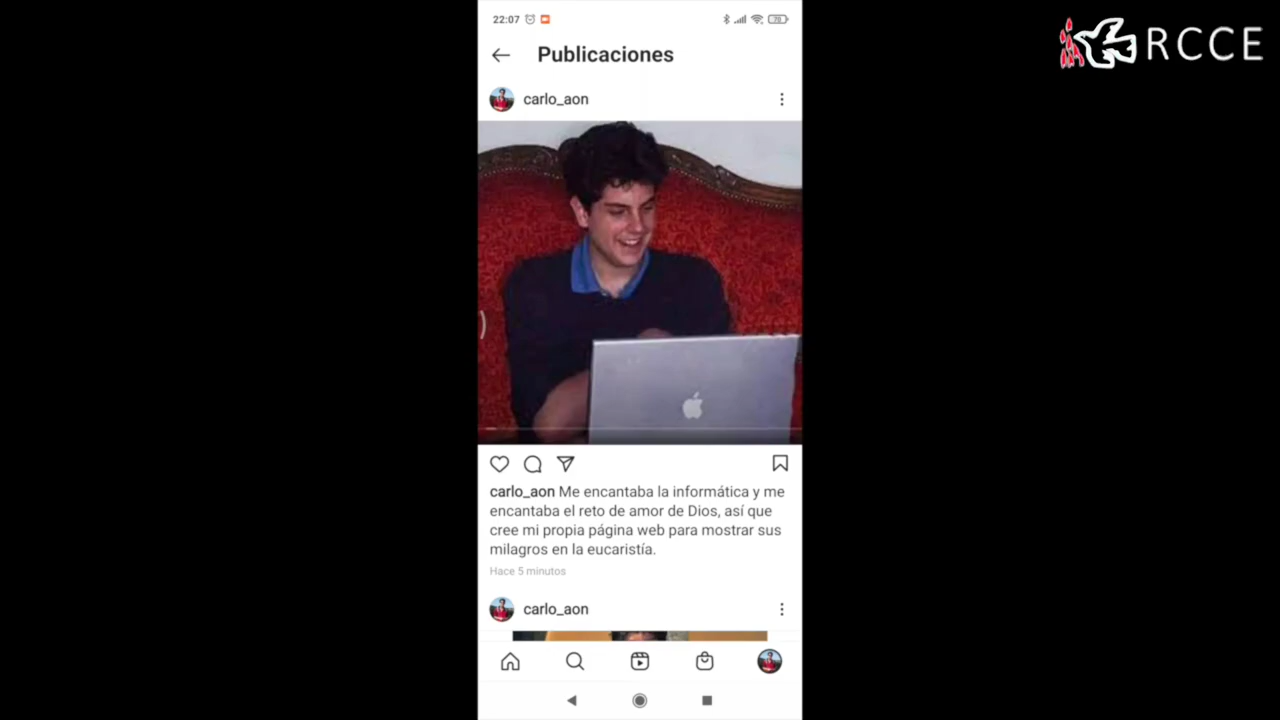 22:07
70
RCCE
Publicaciones
carlo_aon
carlo_aon Me encantaba la informática y me
encantaba el reto de amor de Dios, así que
cree mi propia página web para mostrar sus
milagros en la eucaristía.
Hace 5 minutos
carlo_aon